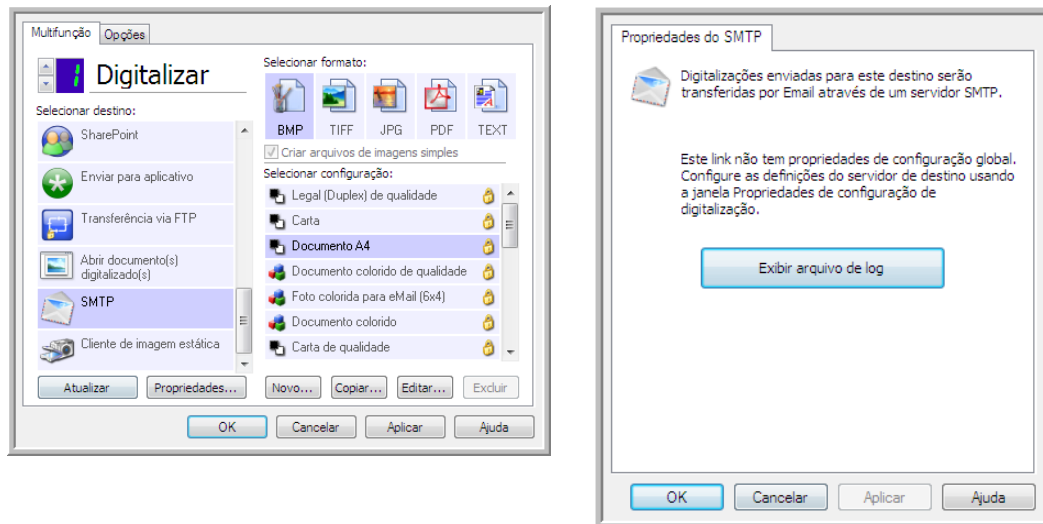 Multifunção
Opções
1 Digitalizar
Selecionar destino:
SharePoint
Enviar para aplicativo
Transferência via FTP
Abrir documento(s)
digitalizado(s)
SMTP
Cliente de imagem estática
Atualizar
Propriedades...
Selecionar formato:
BMP TIFF JPG PDF TEXT
Criar arquivos de imagens simples
Selecionar configuração:
Legal (Duplex) de qualidade
Carta
Documento A4
Documento colorido de qualidade
Foto colorida para eMail (6x4)
Documento colorido
Carta de qualidade
Novo... Copiar... Editar... Excluir
OK Cancelar Aplicar Ajuda
Propriedades do SMTP
Digitalizações enviadas para este destino serão
transferidas por Email através de um servidor SMTP.
Este link não tem propriedades de configuração global.
Configure as definições do servidor de destino usando
a janela Propriedades de configuração de
digitalização.
Exibir arquivo de log
OK Cancelar Aplicar Ajuda